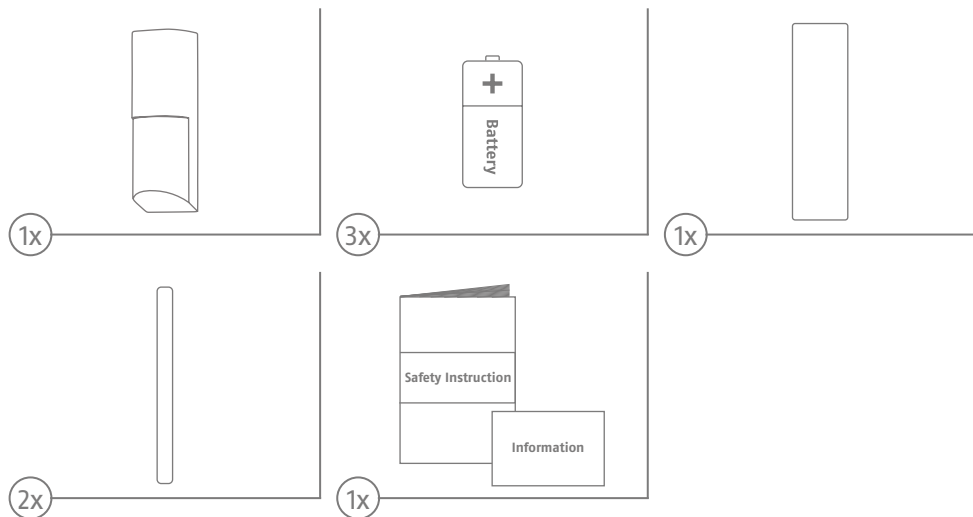 +
Battery
1x
3x
1x
Safety Instruction
Information
2x
1x